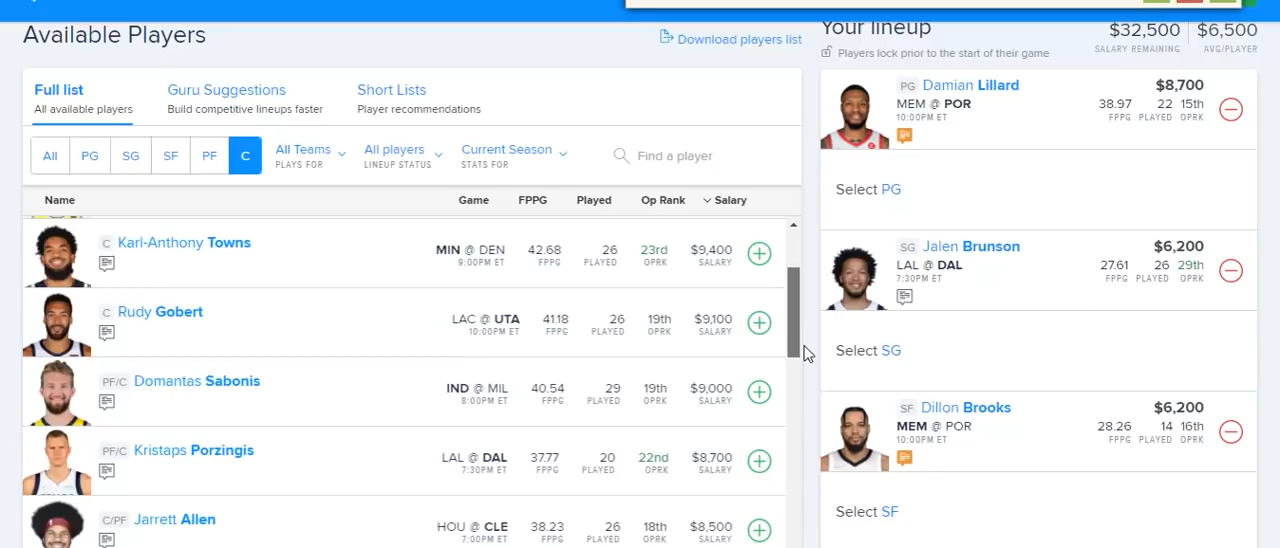 Available Players
Download players list
Full list
All available players
Guru Suggestions
Build competitive lineups faster
Short Lists
Player recommendations
All
PG
SG
SF
PF
C
All Teams
PLAYS FOR
All players
LINEUP STATUS
Current Season
STATS FOR
Find a player
Name Game FPPG Played Op Rank Salary
C Karl-Anthony Towns MIN @ DEN 42.68 26 23rd $9,400
9:00PM ET FPPG PLAYED OPRK SALARY
C Rudy Gobert LAC @ UTA 41.18 26 19th $9,100
10:00PM ET FPPG PLAYED OPRK SALARY
PF/C Domantas Sabonis IND @ MIL 40.54 29 19th $9,000
8:00PM ET FPPG PLAYED OPRK SALARY
PF/C Kristaps Porzingis LAL @ DAL 37.77 20 22nd $8,700
7:30PM ET FPPG PLAYED OPRK SALARY
C/PF Jarrett Allen HOU @ CLE 38.23 26 18th $8,500
7:00PM ET FPPG PLAYED OPRK SALARY
Your lineup
Players lock prior to the start of their game
$32,500 $6,500
SALARY REMAINING AVG/PLAYER
PG Damian Lillard $8,700
MEM @ POR 38.97 22 15th
10:00PM ET FPPG PLAYED OPRK
Select PG
SG Jalen Brunson $6,200
LAL @ DAL 27.61 26 29th
7:30PM ET FPPG PLAYED OPRK
Select SG
SF Dillon Brooks $6,200
MEM @ POR 28.26 14 16th
10:00PM ET FPPG PLAYED OPRK
Select SF